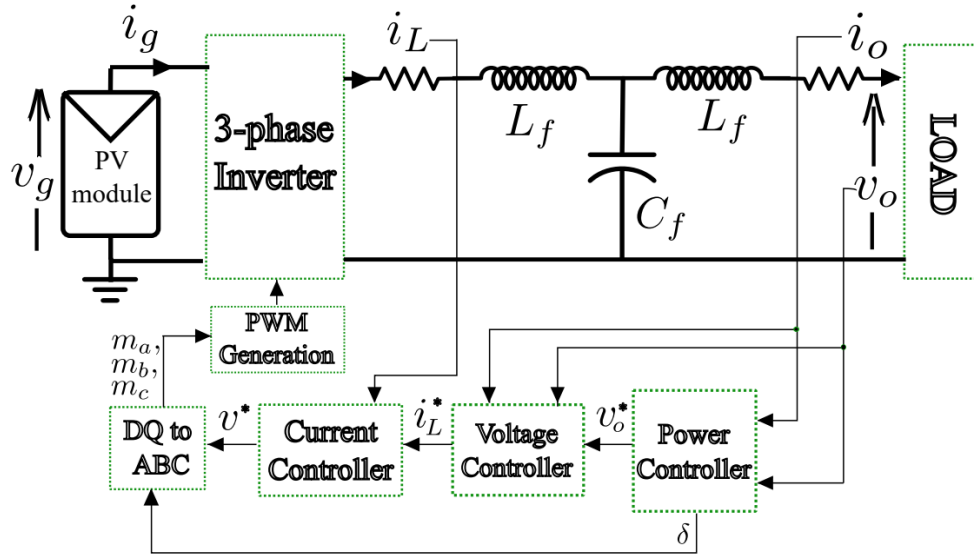 i_g
i_L
i_o
3-phase
Inverter
L_f
L_f
PV
module
v_g
C_f
v_o
LOAD
PWM
Generation
m_a,
m_b,
m_c
DQ to
ABC
v*
Current
Controller
i_L*
Voltage
Controller
v_o*
Power
Controller
δ